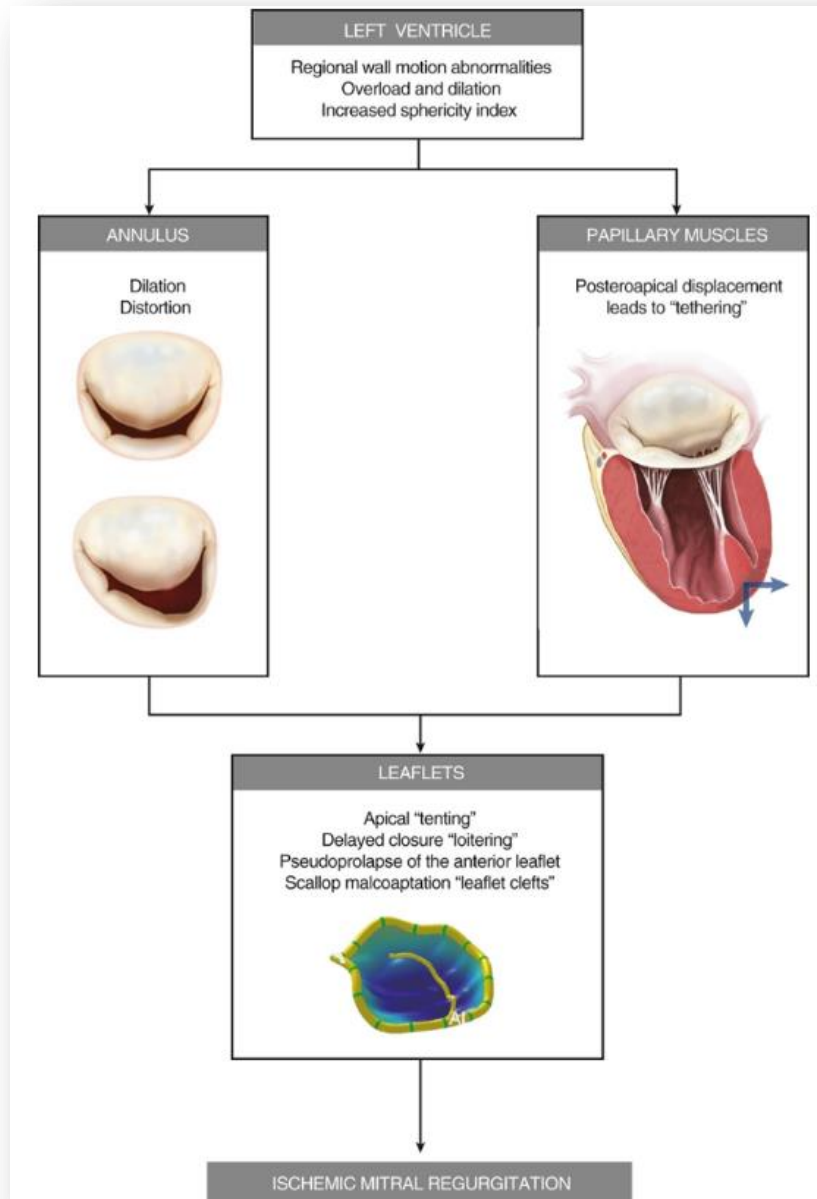 LEFT VENTRICLE
Regional wall motion abnormalities
Overload and dilation
Increased sphericity index
ANNULUS
Dilation
Distortion
PAPILLARY MUSCLES
Posteroapical displacement
leads to “tethering”
LEAFLETS
Apical “tenting”
Delayed closure “loitering”
Pseudoprolapse of the anterior leaflet
Scallop malcoaptation “leaflet clefts”
ISCHEMIC MITRAL REGURGITATION